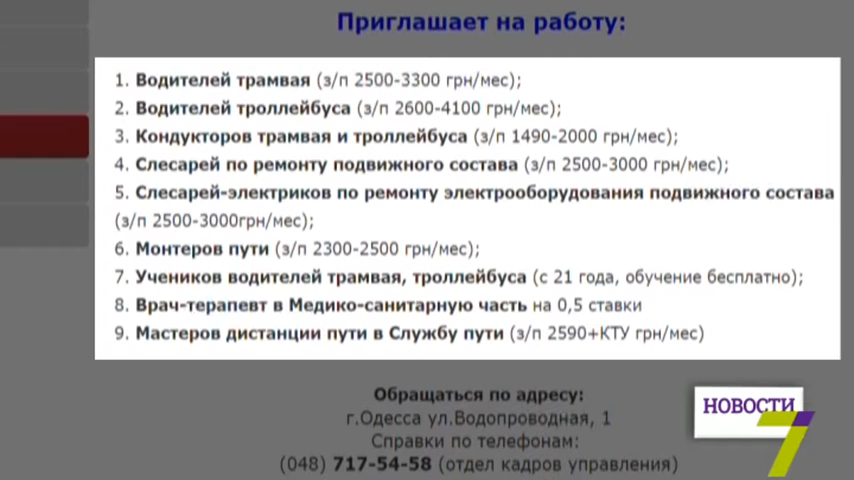 Приглашает на работу:
1. Водителей трамвая (з/п 2500-3300 грн/мес);
2. Водителей троллейбуса (з/п 2600-4100 грн/мес);
3. Кондукторов трамвая и троллейбуса (з/п 1490-2000 грн/мес);
4. Слесарей по ремонту подвижного состава (з/п 2500-3000 грн/мес);
5. Слесарей-электриков по ремонту электрооборудования подвижного состава
(з/п 2500-3000грн/мес);
6. Монтеров пути (з/п 2300-2500 грн/мес);
7. Учеников водителей трамвая, троллейбуса (с 21 года, обучение бесплатно);
8. Врач-терапевт в Медико-санитарную часть на 0,5 ставки
9. Мастеров дистанции пути в Службу пути (з/п 2590+КТУ грн/мес)
Обращаться по адресу:
г.Одесса ул.Водопроводная, 1
Справки по телефонам:
(048) 717-54-58 (отдел кадров управления)
НОВОСТИ
7